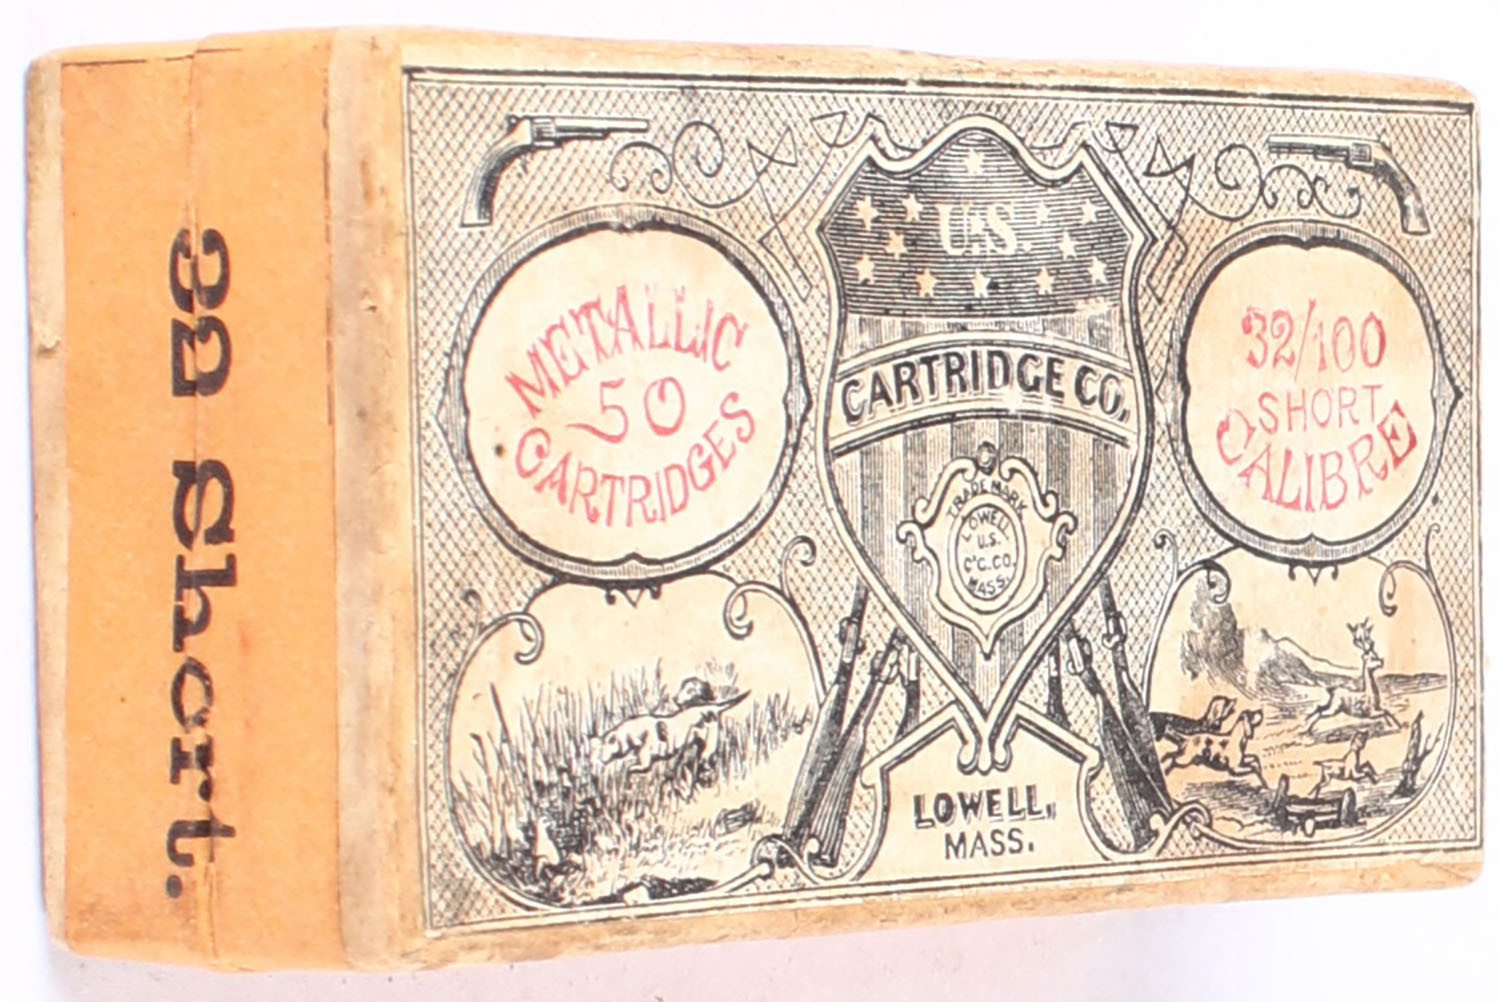 32 Short.
METALLIC
50
CARTRIDGES
U.S.
CARTRIDGE CO.
TRADE MARK
LOWELL
U.S.
C'G.CO.
MASS.
LOWELL,
MASS.
32/100
SHORT
CALIBRE